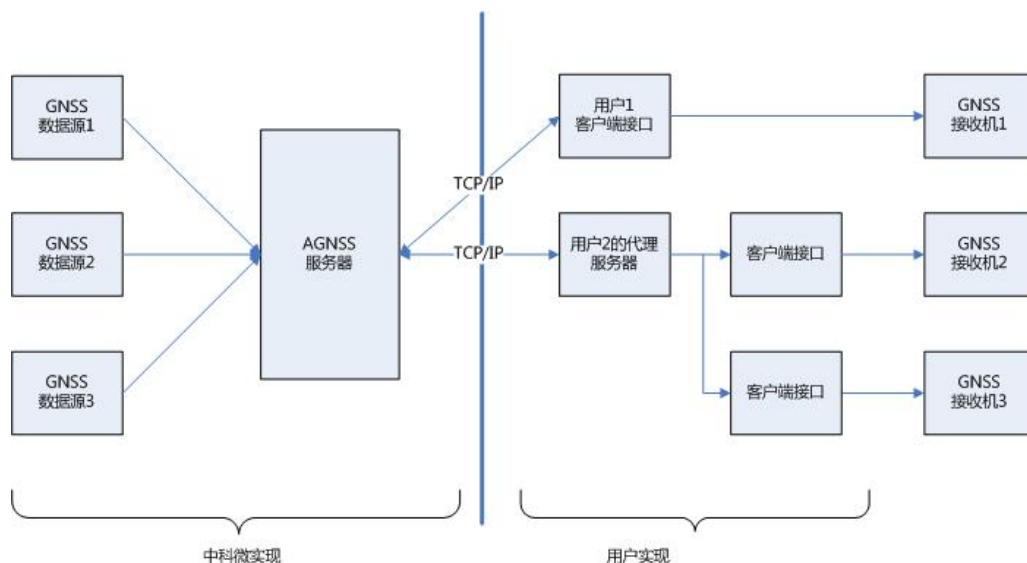 GNSS
数据源1
GNSS
数据源2
GNSS
数据源3
AGNSS
服务器
TCP/IP
TCP/IP
用户1
客户端接口
用户2的代理
服务器
客户端接口
客户端接口
GNSS
接收机1
GNSS
接收机2
GNSS
接收机3
中科微实现
用户实现